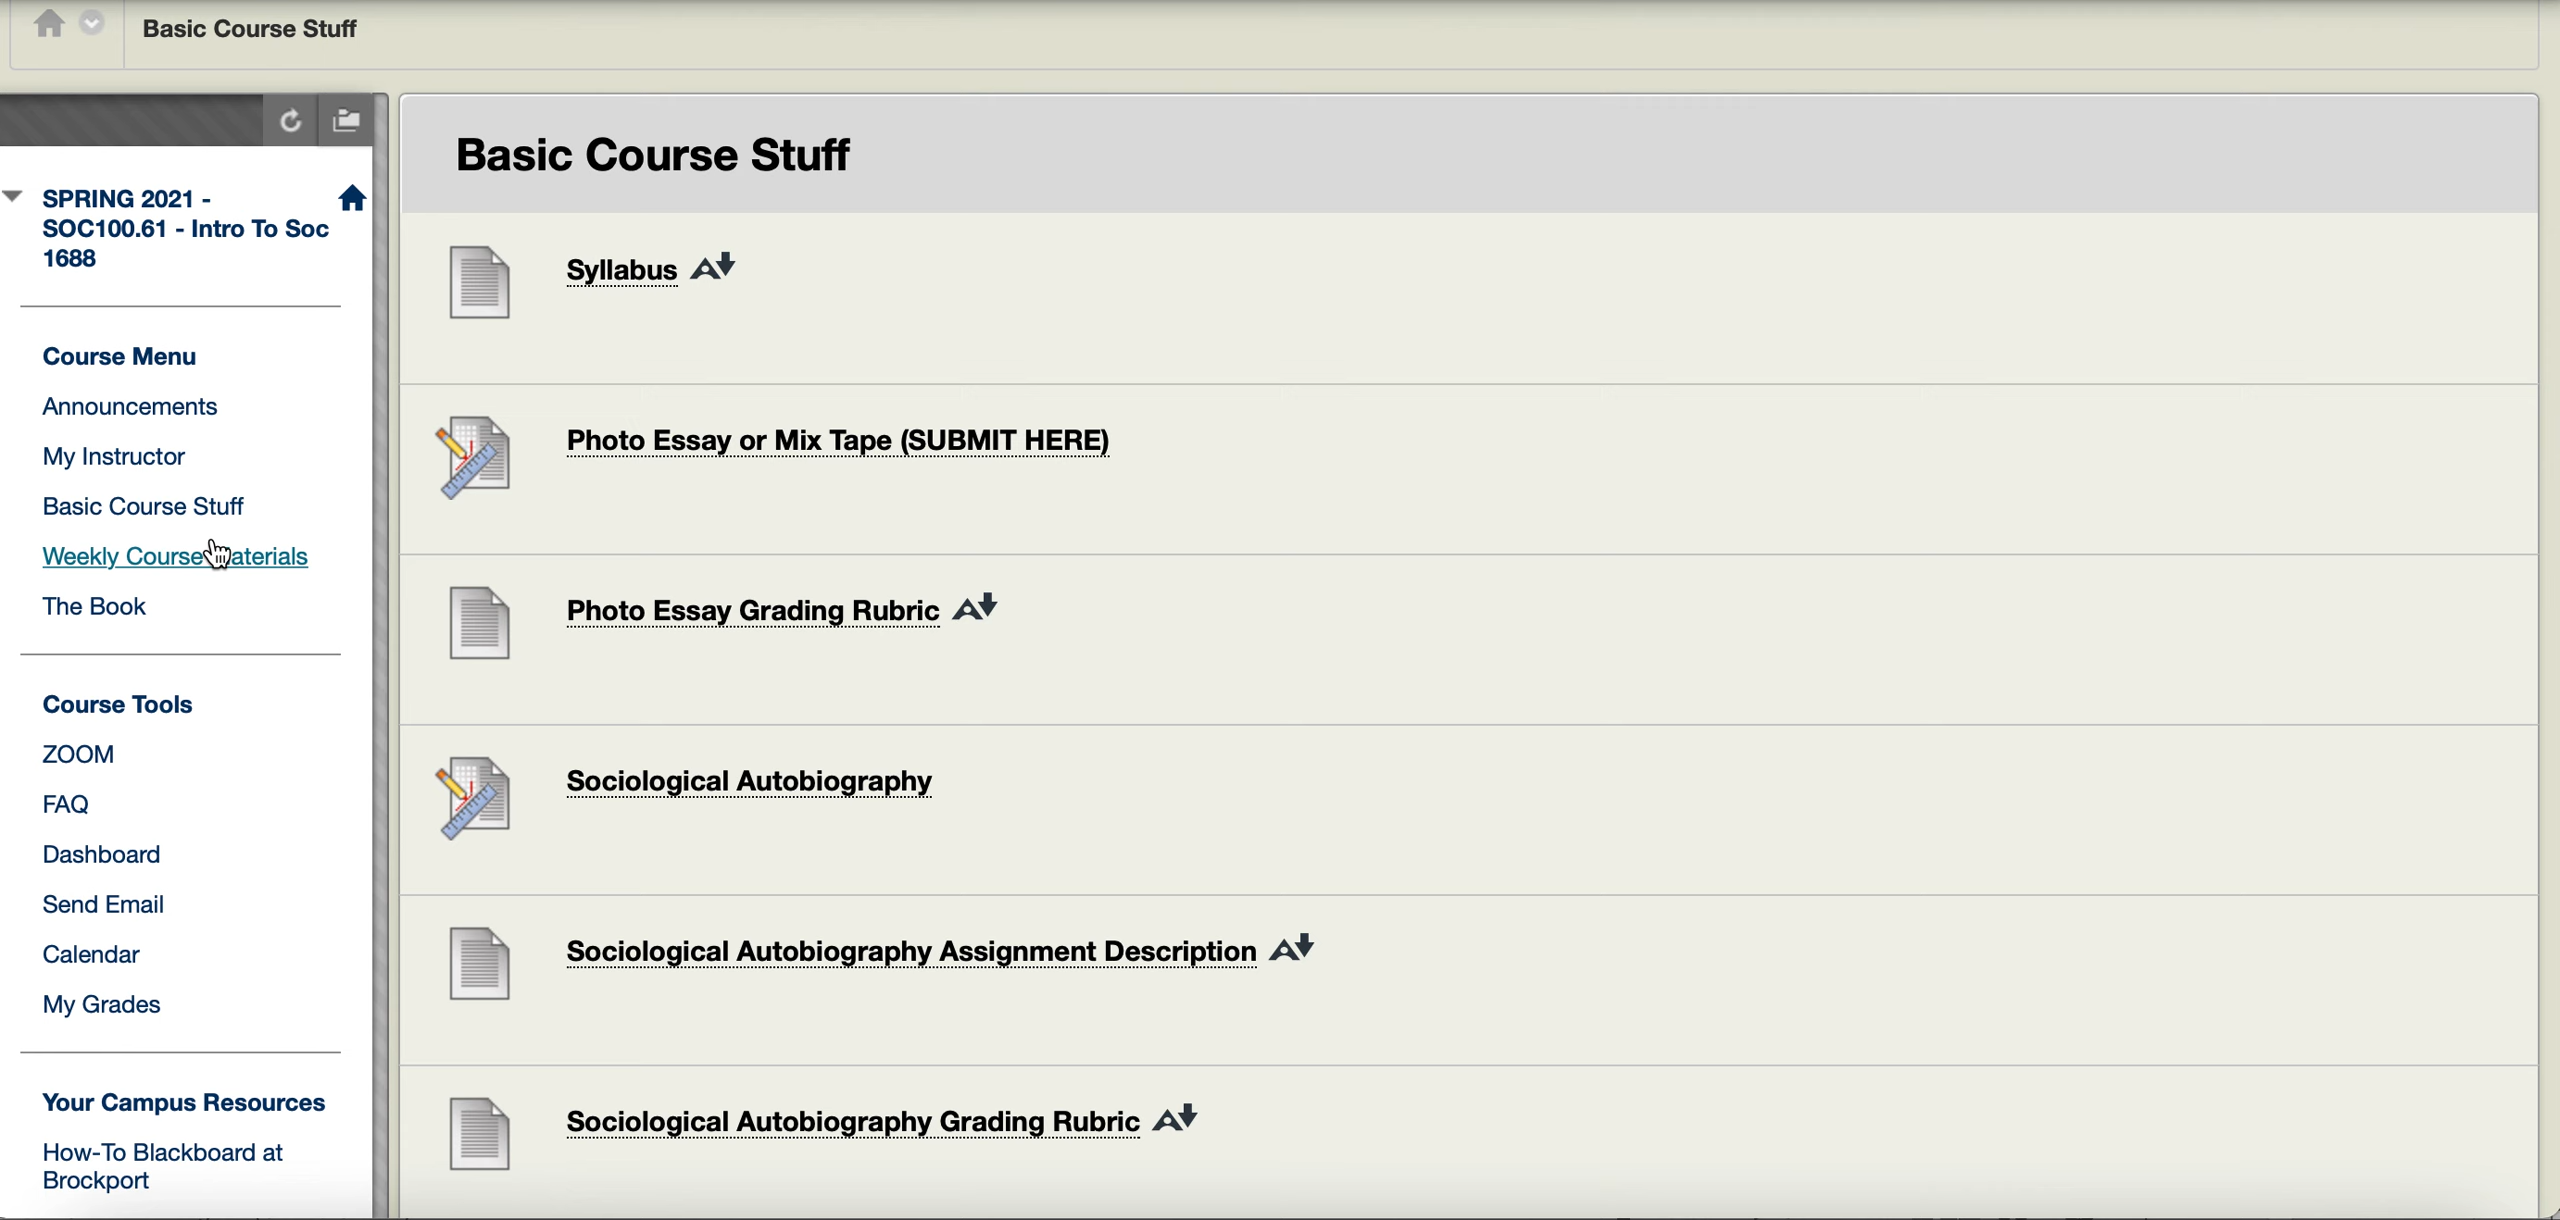 Basic Course Stuff
SPRING 2021 -
SOC100.61 - Intro To Soc
1688
Course Menu
Announcements
My Instructor
Basic Course Stuff
Weekly Course aterials
The Book
Course Tools
ZOOM
FAQ
Dashboard
Send Email
Calendar
My Grades
Your Campus Resources
How-To Blackboard at
Brockport
Basic Course Stuff
Syllabus
Photo Essay or Mix Tape (SUBMIT HERE)
Photo Essay Grading Rubric
Sociological Autobiography
Sociological Autobiography Assignment Description
Sociological Autobiography Grading Rubric